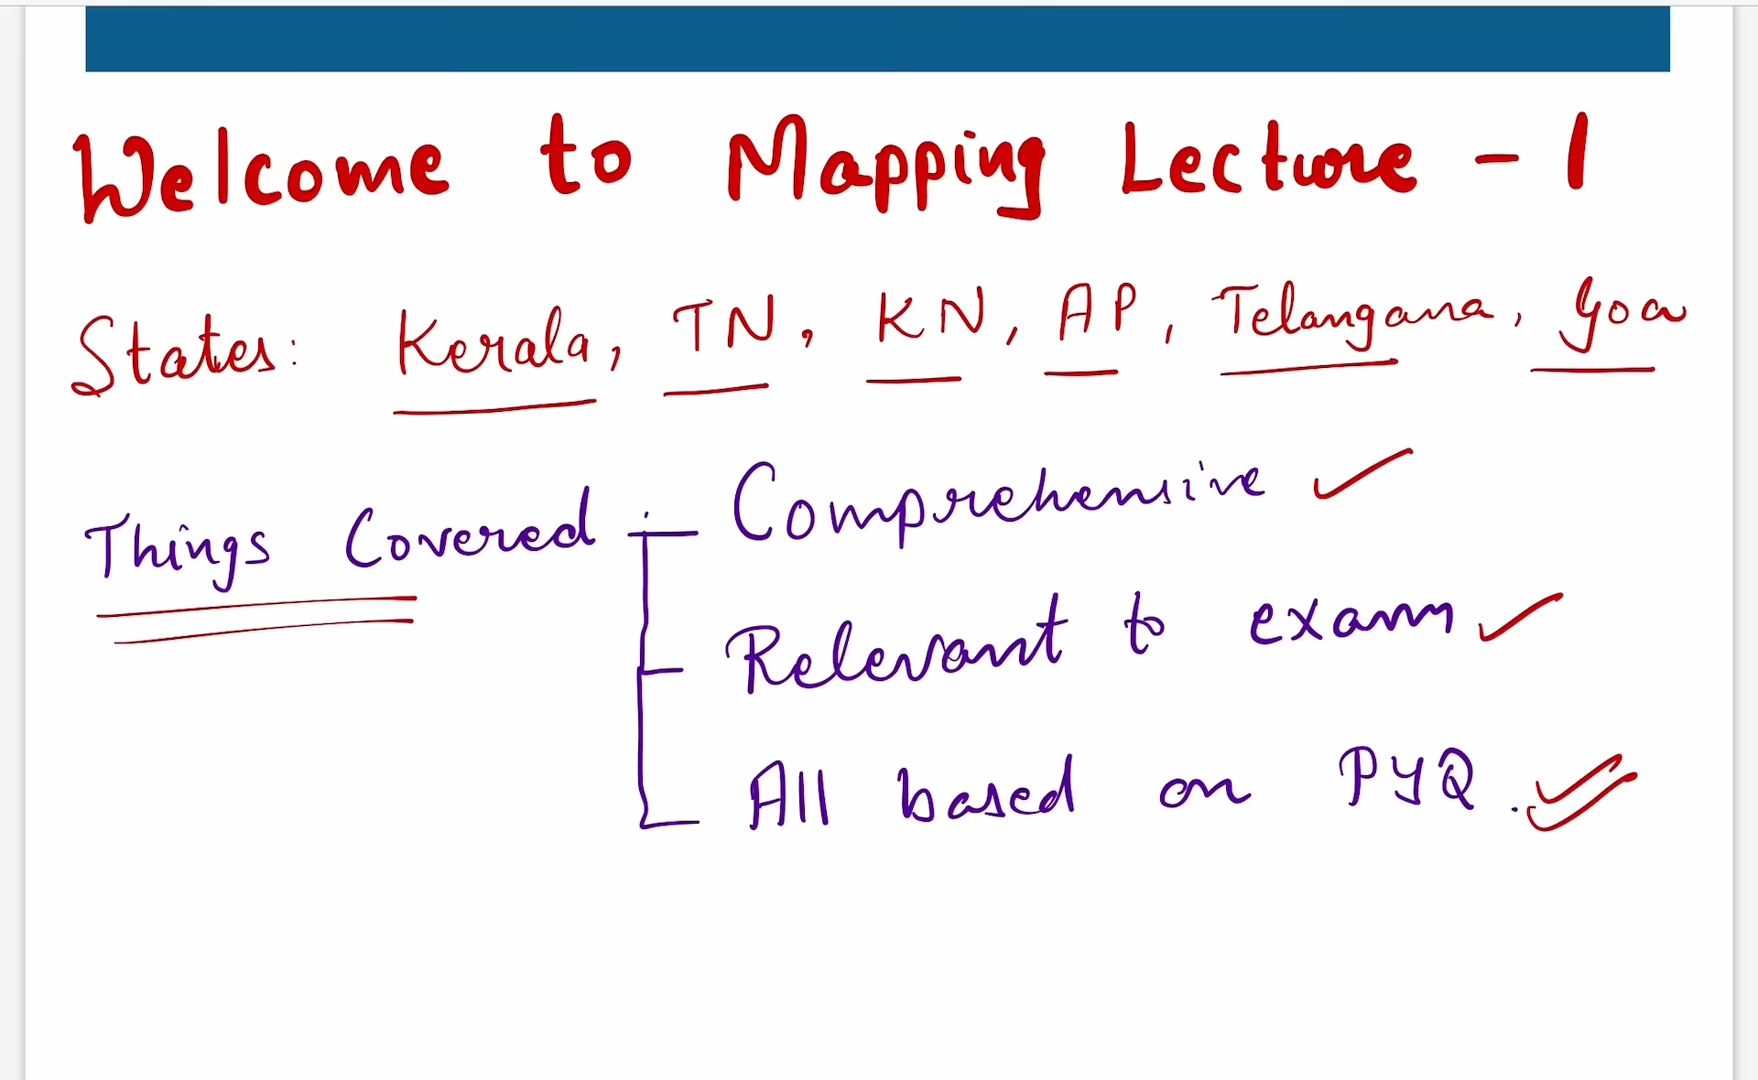 Welcome to Mapping Lecture - 1
States: Kerala, TN, KN, AP, Telangana, Goa
Things Covered : Comprehensive ✓
Relevant to exam ✓
All based on PYQ. ✓